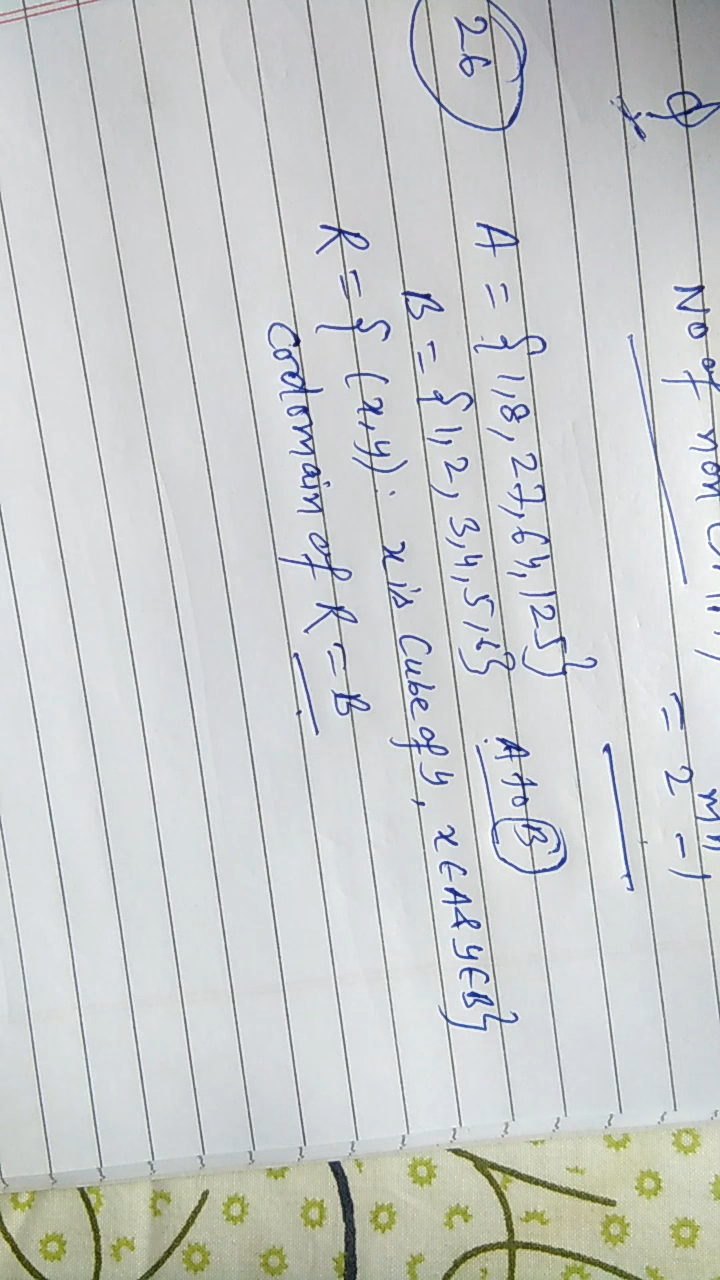 No of non
= 2^mn - 1
26
A = {1,8,27,64,125}
B = {1,2,3,4,5,6} A to B
R = {(x,y): x is Cube of y, x∈A & y∈B}
Codomain of R = B